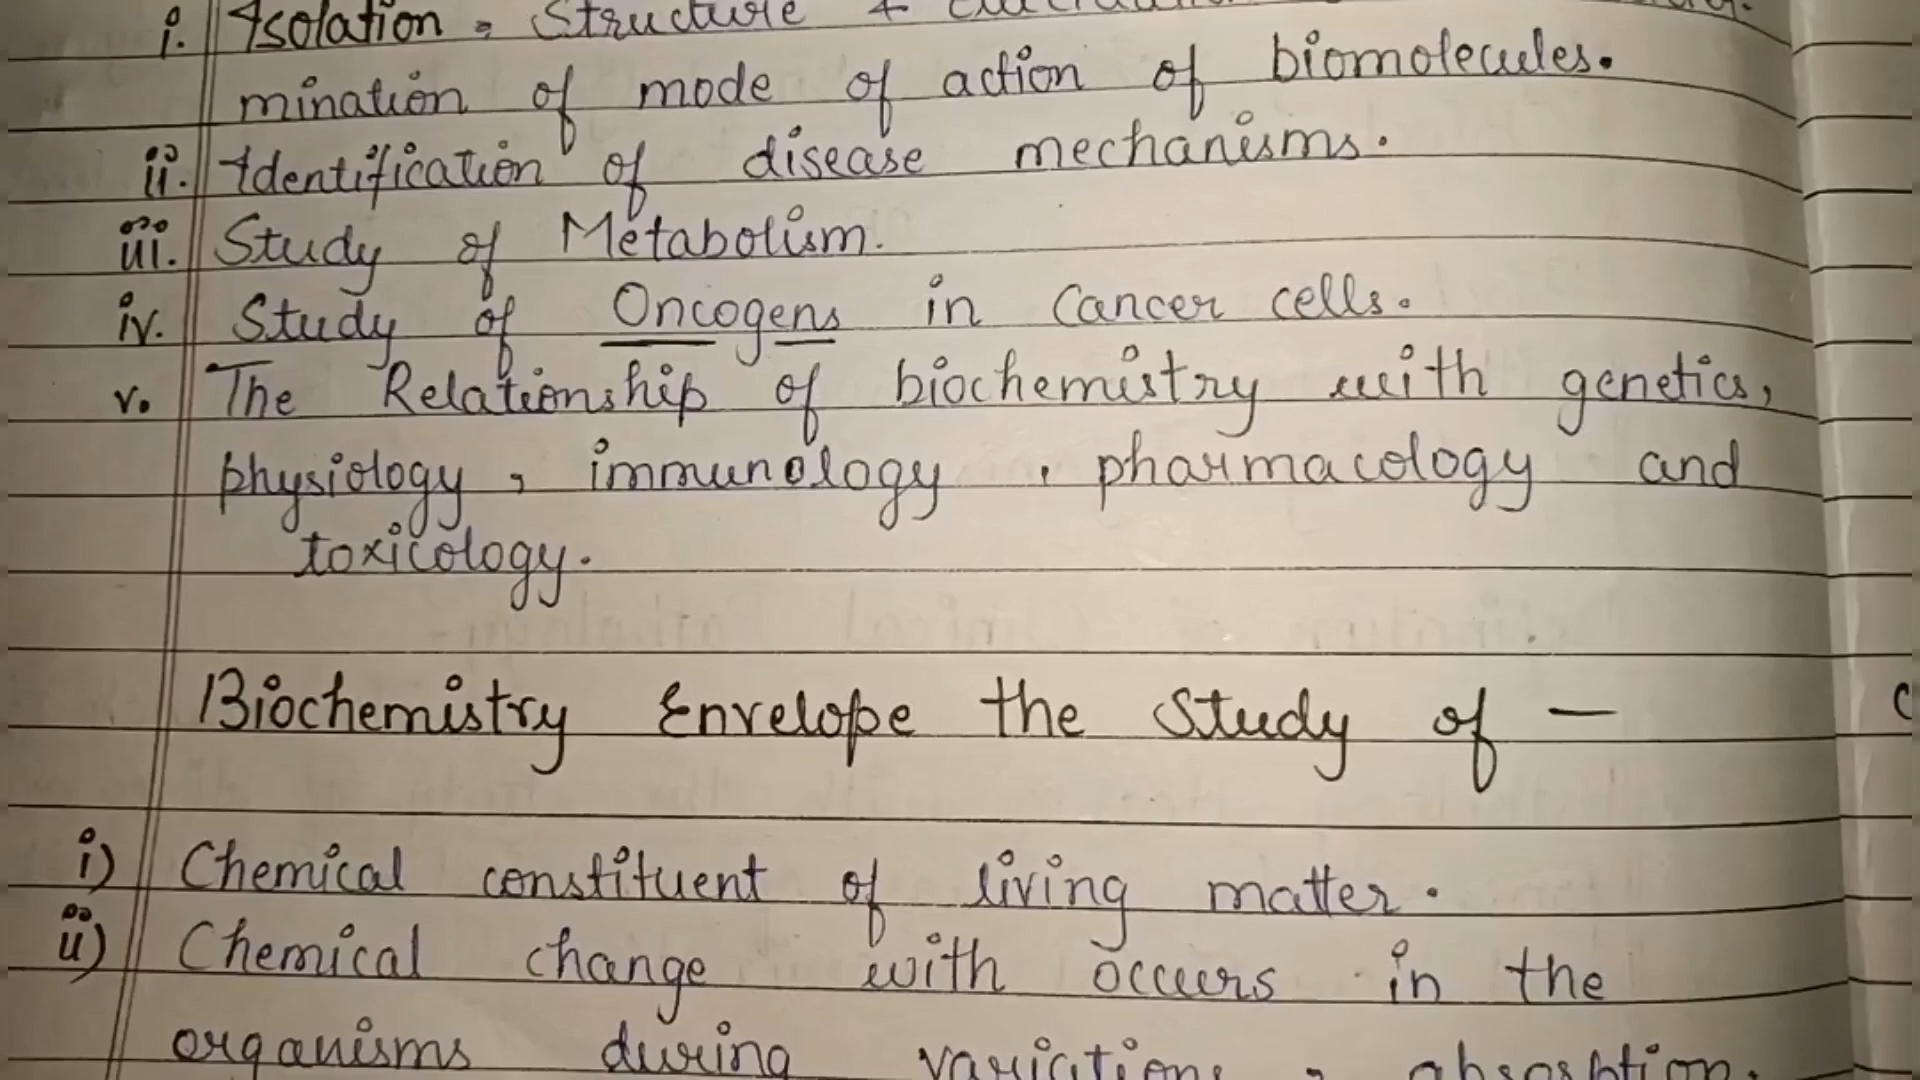 i. Isolation, Structure +
mination of mode of action of biomolecules.
ii. Identification of disease mechanisms.
iii. Study of Metabolism.
iv. Study of Oncogens in Cancer cells.
v. The Relationship of biochemistry with genetics,
physiology, immunology, pharmacology and
toxicology.
Biochemistry Envelope the Study of —
i) Chemical constituent of living matter.
ii) Chemical change with occurs in the
organisms during variations, absorption,